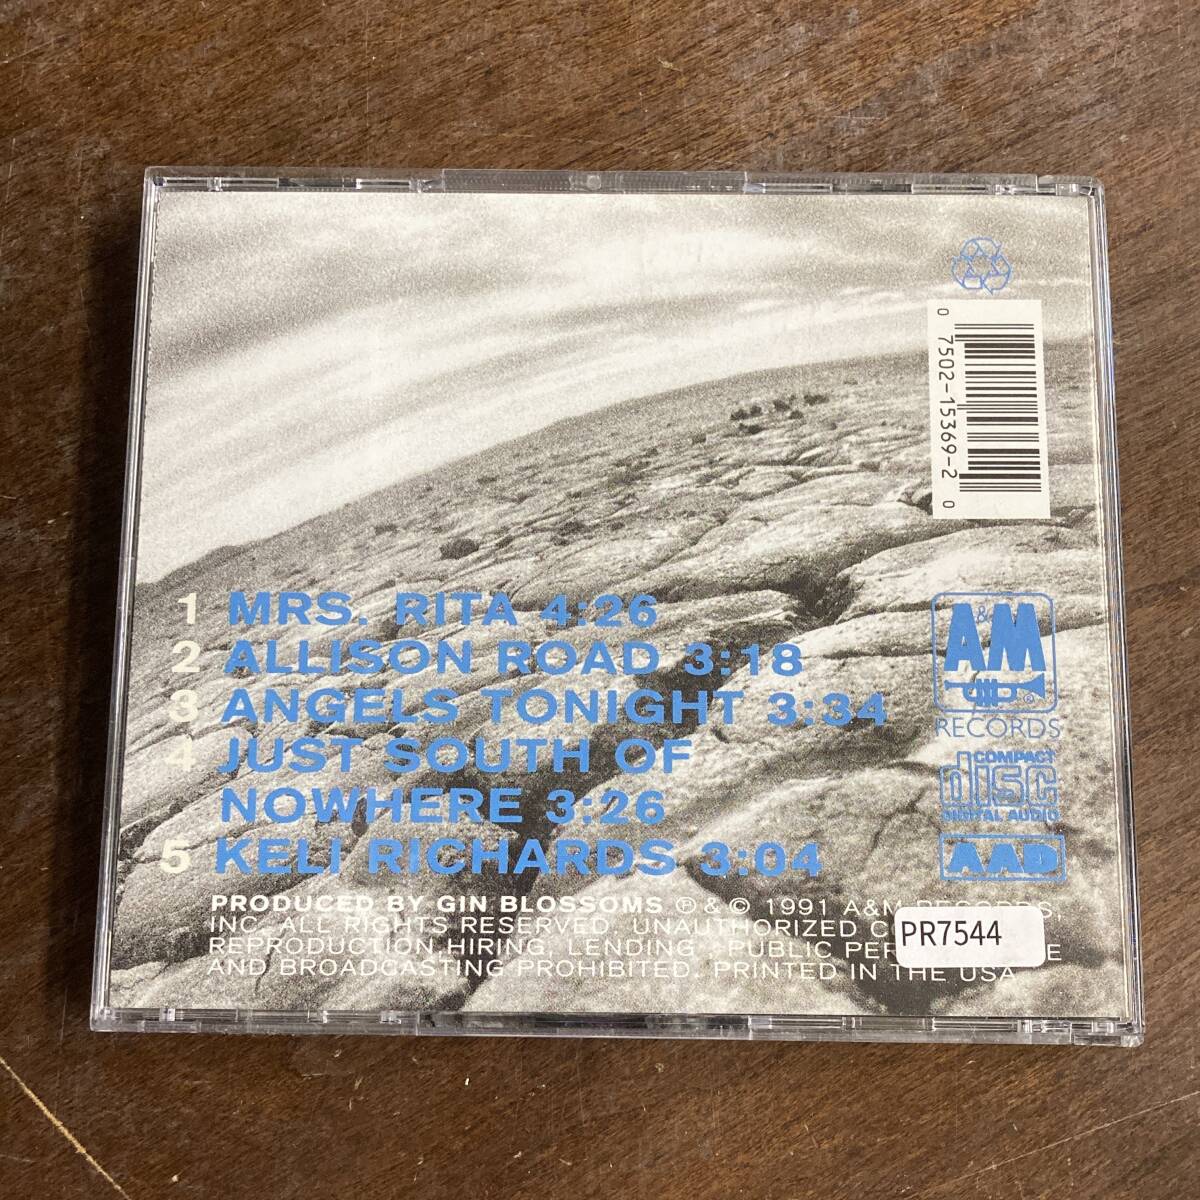 0 7502-15369-2 0
1 MRS. RITA 4:26
2 ALLISON ROAD 3:18
3 ANGELS TONIGHT 3:34
4 JUST SOUTH OF
NOWHERE 3:26
5 KELI RICHARDS 3:04
A&M
RECORDS
COMPACT
disc
DIGITAL AUDIO
AAD
PRODUCED BY GIN BLOSSOMS ℗ & © 1991 A&M RECORDS,
INC. ALL RIGHTS RESERVED. UNAUTHORIZED
REPRODUCTION, HIRING, LENDING, PUBLIC
AND BROADCASTING PROHIBITED. PRINTED IN THE USA
PR7544